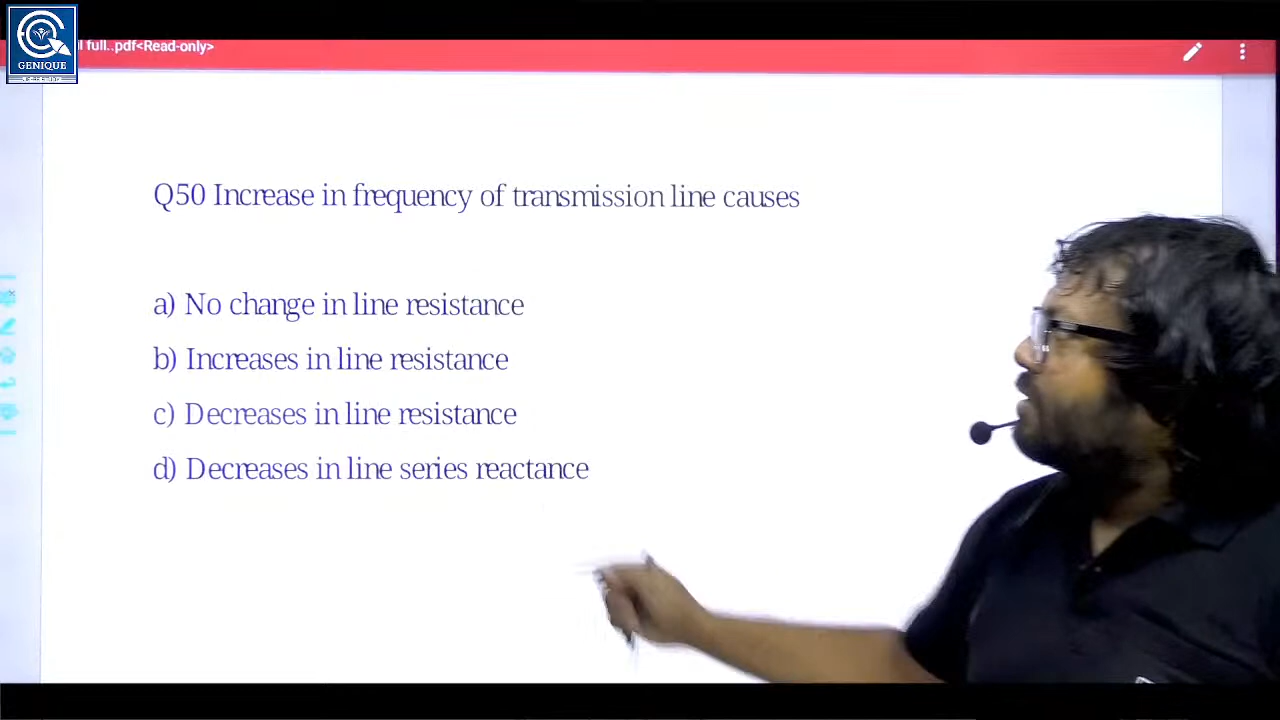 GENIQUE
l full..pdf<Read-only>
Q50 Increase in frequency of transmission line causes
a) No change in line resistance
b) Increases in line resistance
c) Decreases in line resistance
d) Decreases in line series reactance